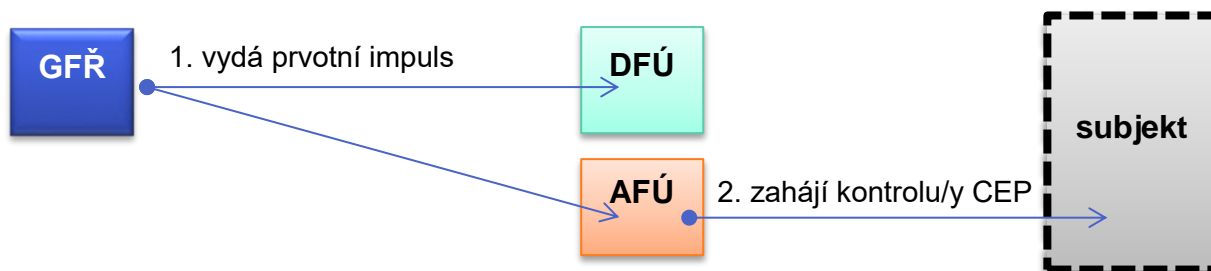 GFŘ
1. vydá prvotní impuls
DFÚ
subjekt
AFÚ
2. zahájí kontrolu/y CEP